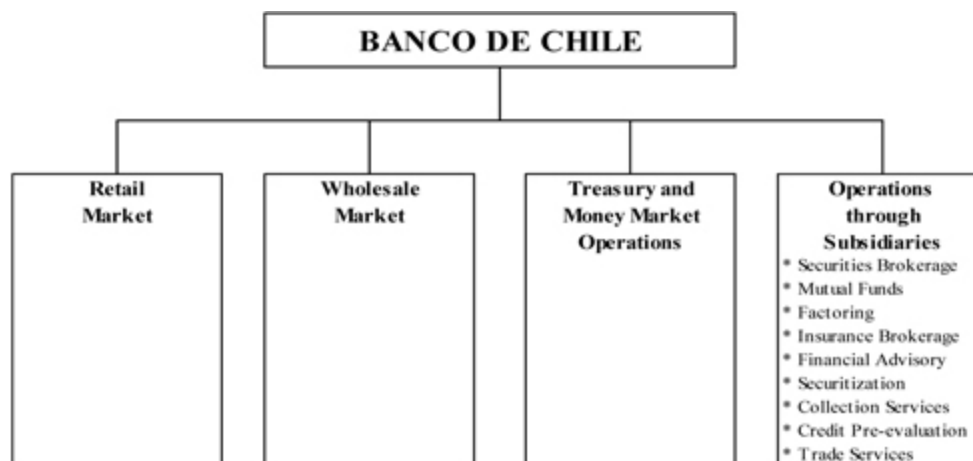 BANCO DE CHILE
Retail
Market
Wholesale
Market
Treasury and
Money Market
Operations
Operations
through
Subsidiaries
* Securities Brokerage
* Mutual Funds
* Factoring
* Insurance Brokerage
* Financial Advisory
* Securitization
* Collection Services
* Credit Pre-evaluation
* Trade Services